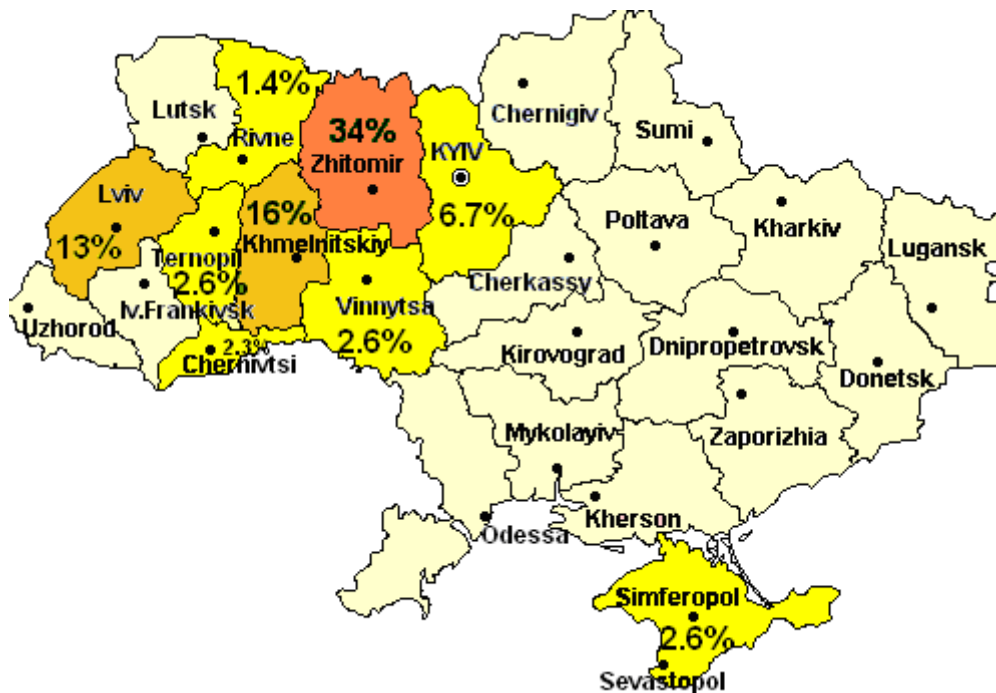 1.4%
Lutsk
Rivne
34%
Zhitomir
KYIV
6.7%
Chernigiv
Sumi
Lviv
13%
16%
Khmelnitskiy
Ternopil
2.6%
Iv.Frankivsk
Uzhorod
2.3%
Chernivtsi
Vinnytsa
2.6%
Cherkassy
Poltava
Kharkiv
Lugansk
Kirovograd
Dnipropetrovsk
Donetsk
Mykolayiv
Zaporizhia
Kherson
Odessa
Simferopol
2.6%
Sevastopol